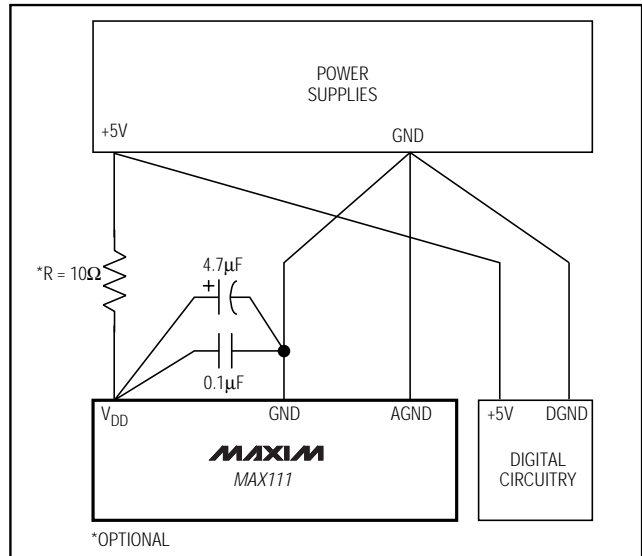 POWER
SUPPLIES
+5V
GND
*R = 10Ω
4.7µF
+
0.1µF
VDD
GND
AGND
+5V
DGND
MAXIM
MAX111
DIGITAL
CIRCUITRY
*OPTIONAL